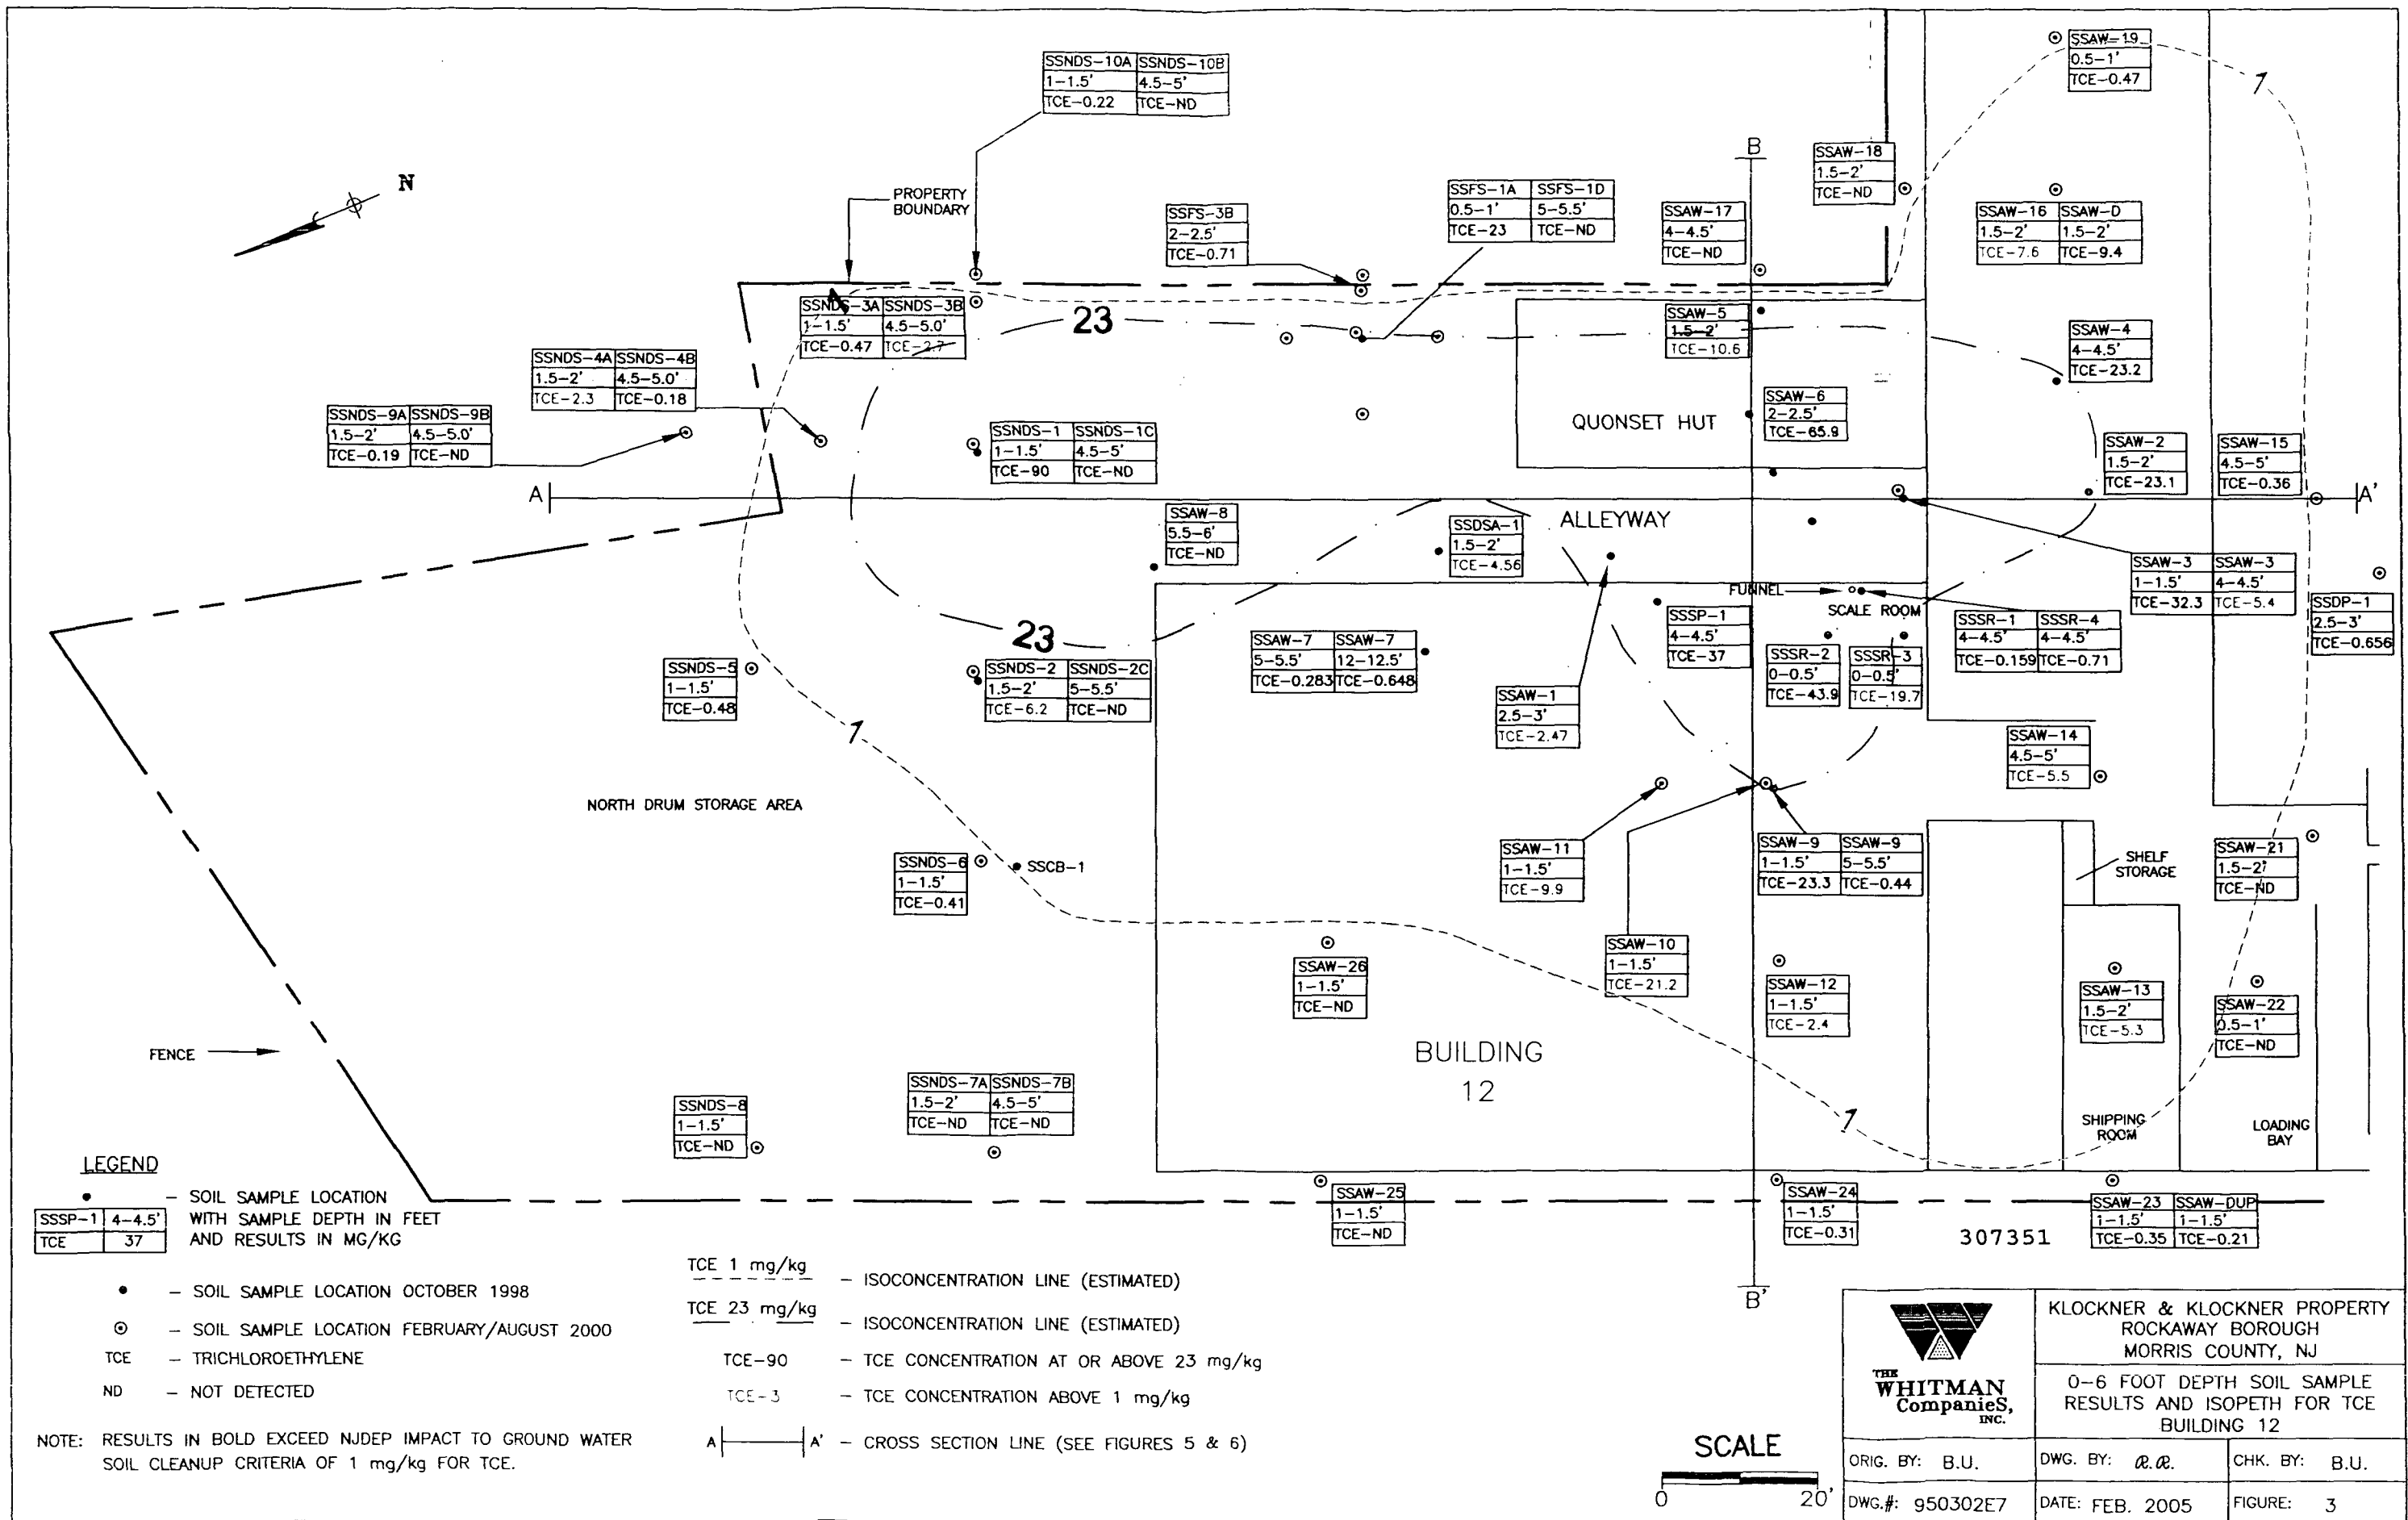 SSNDS-10A SSNDS-10B
1-1.5' 4.5-5'
TCE-0.22 TCE-ND
SSAW-19
0.5-1'
TCE-0.47
1
N
PROPERTY
BOUNDARY
B
SSAW-18
1.5-2'
TCE-ND
SSFS-3B
2-2.5'
TCE-0.71
SSFS-1A SSFS-1D
0.5-1' 5-5.5'
TCE-23 TCE-ND
SSAW-17
4-4.5'
TCE-ND
SSAW-16 SSAW-D
1.5-2' 1.5-2'
TCE-7.6 TCE-9.4
SSNDS-3A SSNDS-3B
1-1.5' 4.5-5.0'
TCE-0.47 TCE-2.7
23
SSAW-5
1.5-2'
TCE-10.6
SSAW-4
4-4.5'
TCE-23.2
SSNDS-4A SSNDS-4B
1.5-2' 4.5-5.0'
TCE-2.3 TCE-0.18
SSNDS-9A SSNDS-9B
1.5-2' 4.5-5.0'
TCE-0.19 TCE-ND
SSNDS-1 SSNDS-1C
1-1.5' 4.5-5'
TCE-90 TCE-ND
QUONSET HUT
SSAW-6
2-2.5'
TCE-65.9
SSAW-2
1.5-2'
TCE-23.1
SSAW-15
4.5-5'
TCE-0.36
A
A'
SSAW-8
5.5-6'
TCE-ND
SSDSA-1
1.5-2'
TCE-4.56
ALLEYWAY
SSAW-3 SSAW-3
1-1.5' 4-4.5'
TCE-32.3 TCE-5.4
FUNNEL
SCALE ROOM
SSDP-1
2.5-3'
TCE-0.656
23
SSAW-7 SSAW-7
5-5.5' 12-12.5'
TCE-0.283 TCE-0.648
SSSP-1
4-4.5'
TCE-37
SSSR-2
0-0.5'
TCE-43.9
SSSR-3
0-0.5'
TCE-19.7
SSSR-1 SSSR-4
4-4.5' 4-4.5'
TCE-0.159 TCE-0.71
SSNDS-5
1-1.5'
TCE-0.48
SSNDS-2 SSNDS-2C
1.5-2' 5-5.5'
TCE-6.2 TCE-ND
SSAW-1
2.5-3'
TCE-2.47
1
SSAW-14
4.5-5'
TCE-5.5
NORTH DRUM STORAGE AREA
SSNDS-6
1-1.5'
TCE-0.41
SSCB-1
SSAW-11
1-1.5'
TCE-9.9
SSAW-9 SSAW-9
1-1.5' 5-5.5'
TCE-23.3 TCE-0.44
SHELF
STORAGE
SSAW-21
1.5-2'
TCE-ND
SSAW-10
1-1.5'
TCE-21.2
SSAW-26
1-1.5'
TCE-ND
SSAW-12
1-1.5'
TCE-2.4
SSAW-13
1.5-2'
TCE-5.3
SSAW-22
0.5-1'
TCE-ND
FENCE
BUILDING
12
SSNDS-7A SSNDS-7B
1.5-2' 4.5-5'
TCE-ND TCE-ND
SSNDS-8
1-1.5'
TCE-ND
1
SHIPPING
ROOM
LOADING
BAY
SSAW-25
1-1.5'
TCE-ND
SSAW-24
1-1.5'
TCE-0.31
SSAW-23 SSAW-DUP
1-1.5' 1-1.5'
TCE-0.35 TCE-0.21
307351
B'
LEGEND
SSSP-1 4-4.5'
TCE 37
- SOIL SAMPLE LOCATION
WITH SAMPLE DEPTH IN FEET
AND RESULTS IN MG/KG
- SOIL SAMPLE LOCATION OCTOBER 1998
- SOIL SAMPLE LOCATION FEBRUARY/AUGUST 2000
TCE - TRICHLOROETHYLENE
ND - NOT DETECTED
NOTE: RESULTS IN BOLD EXCEED NJDEP IMPACT TO GROUND WATER
SOIL CLEANUP CRITERIA OF 1 mg/kg FOR TCE.
TCE 1 mg/kg - ISOCONCENTRATION LINE (ESTIMATED)
TCE 23 mg/kg - ISOCONCENTRATION LINE (ESTIMATED)
TCE-90 - TCE CONCENTRATION AT OR ABOVE 23 mg/kg
TCE-3 - TCE CONCENTRATION ABOVE 1 mg/kg
A A' - CROSS SECTION LINE (SEE FIGURES 5 & 6)
SCALE
0 20'
THE
WHITMAN
CompanieS,
INC.
KLOCKNER & KLOCKNER PROPERTY
ROCKAWAY BOROUGH
MORRIS COUNTY, NJ
0-6 FOOT DEPTH SOIL SAMPLE
RESULTS AND ISOPETH FOR TCE
BUILDING 12
ORIG. BY: B.U. DWG. BY: R.R. CHK. BY: B.U.
DWG.#: 950302E7 DATE: FEB. 2005 FIGURE: 3